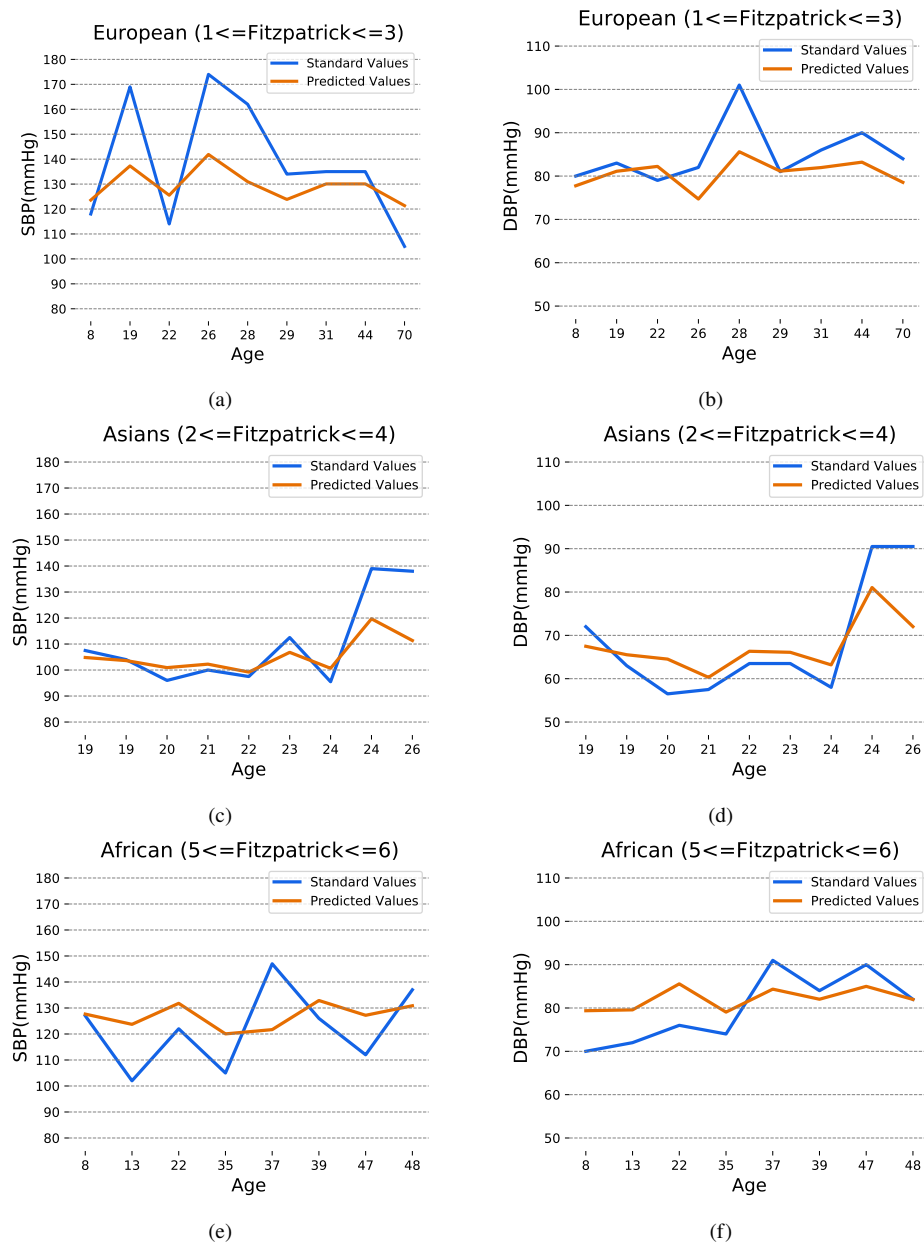 European (1<=Fitzpatrick<=3)
Standard Values
Predicted Values
180
170
160
150
140
130
120
110
100
90
80
SBP(mmHg)
8 19 22 26 28 29 31 44 70
Age
(a)
European (1<=Fitzpatrick<=3)
Standard Values
Predicted Values
110
100
90
80
70
60
50
DBP(mmHg)
8 19 22 26 28 29 31 44 70
Age
(b)
Asians (2<=Fitzpatrick<=4)
Standard Values
Predicted Values
180
170
160
150
140
130
120
110
100
90
80
SBP(mmHg)
19 19 20 21 22 23 24 24 26
Age
(c)
Asians (2<=Fitzpatrick<=4)
Standard Values
Predicted Values
110
100
90
80
70
60
50
DBP(mmHg)
19 19 20 21 22 23 24 24 26
Age
(d)
African (5<=Fitzpatrick<=6)
Standard Values
Predicted Values
180
170
160
150
140
130
120
110
100
90
80
SBP(mmHg)
8 13 22 35 37 39 47 48
Age
(e)
African (5<=Fitzpatrick<=6)
Standard Values
Predicted Values
110
100
90
80
70
60
50
DBP(mmHg)
8 13 22 35 37 39 47 48
Age
(f)